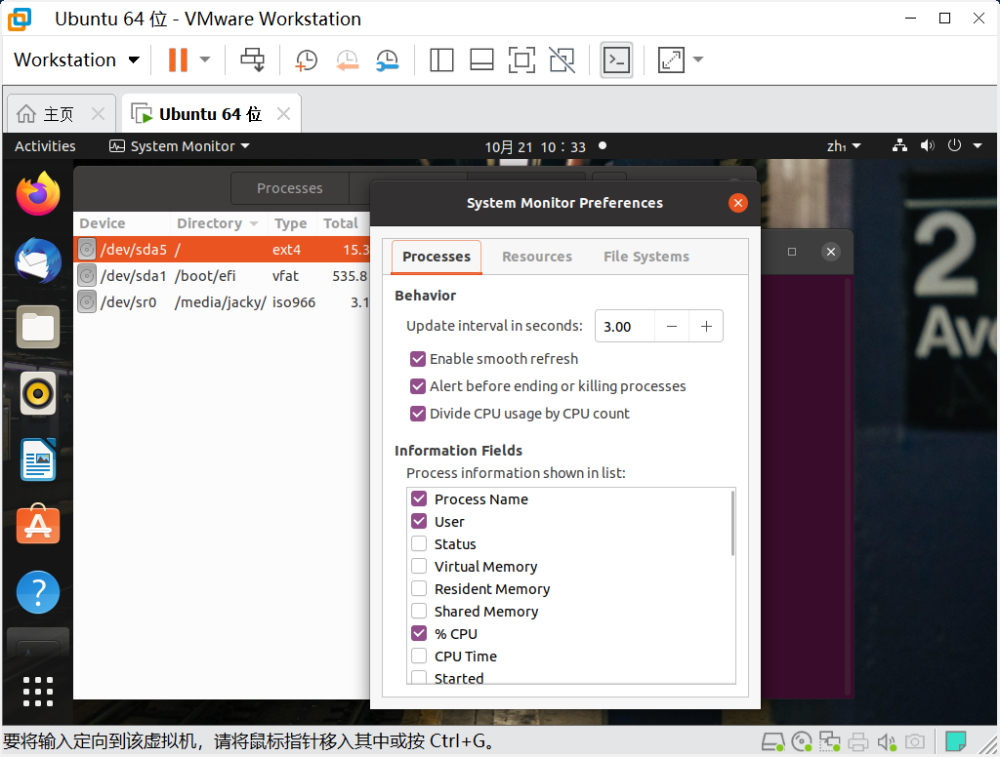 Ubuntu 64 位 - VMware Workstation
Workstation
主页
Ubuntu 64 位
Activities
System Monitor
10月 21 10：33
zh₁
Processes
System Monitor Preferences
Device Directory Type Total
/dev/sda5 / ext4 15.3
/dev/sda1 /boot/efi vfat 535.8
/dev/sr0 /media/jacky/ iso966 3.1
Processes Resources File Systems
Behavior
Update interval in seconds: 3.00
Enable smooth refresh
Alert before ending or killing processes
Divide CPU usage by CPU count
Information Fields
Process information shown in list:
Process Name
User
Status
Virtual Memory
Resident Memory
Shared Memory
% CPU
CPU Time
Started
2
Ave
要将输入定向到该虚拟机，请将鼠标指针移入其中或按 Ctrl+G。